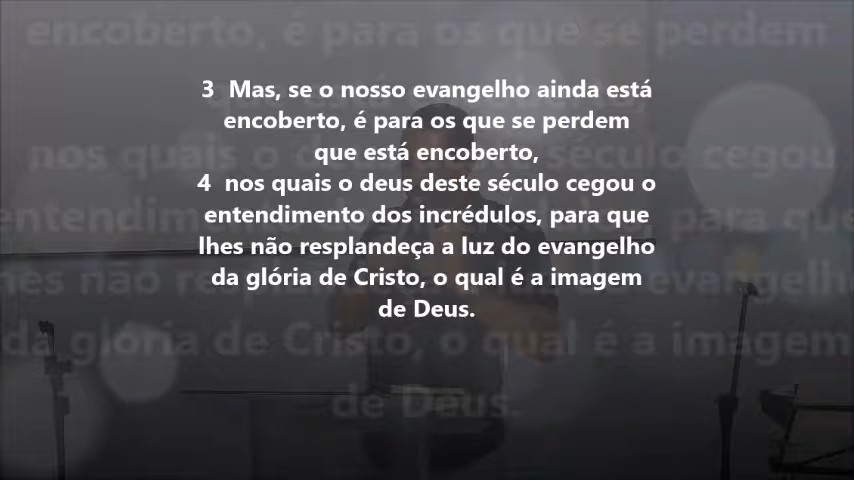 3 Mas, se o nosso evangelho ainda está
encoberto, é para os que se perdem
que está encoberto,
4 nos quais o deus deste século cegou o
entendimento dos incrédulos, para que
lhes não resplandeça a luz do evangelho
da glória de Cristo, o qual é a imagem
de Deus.